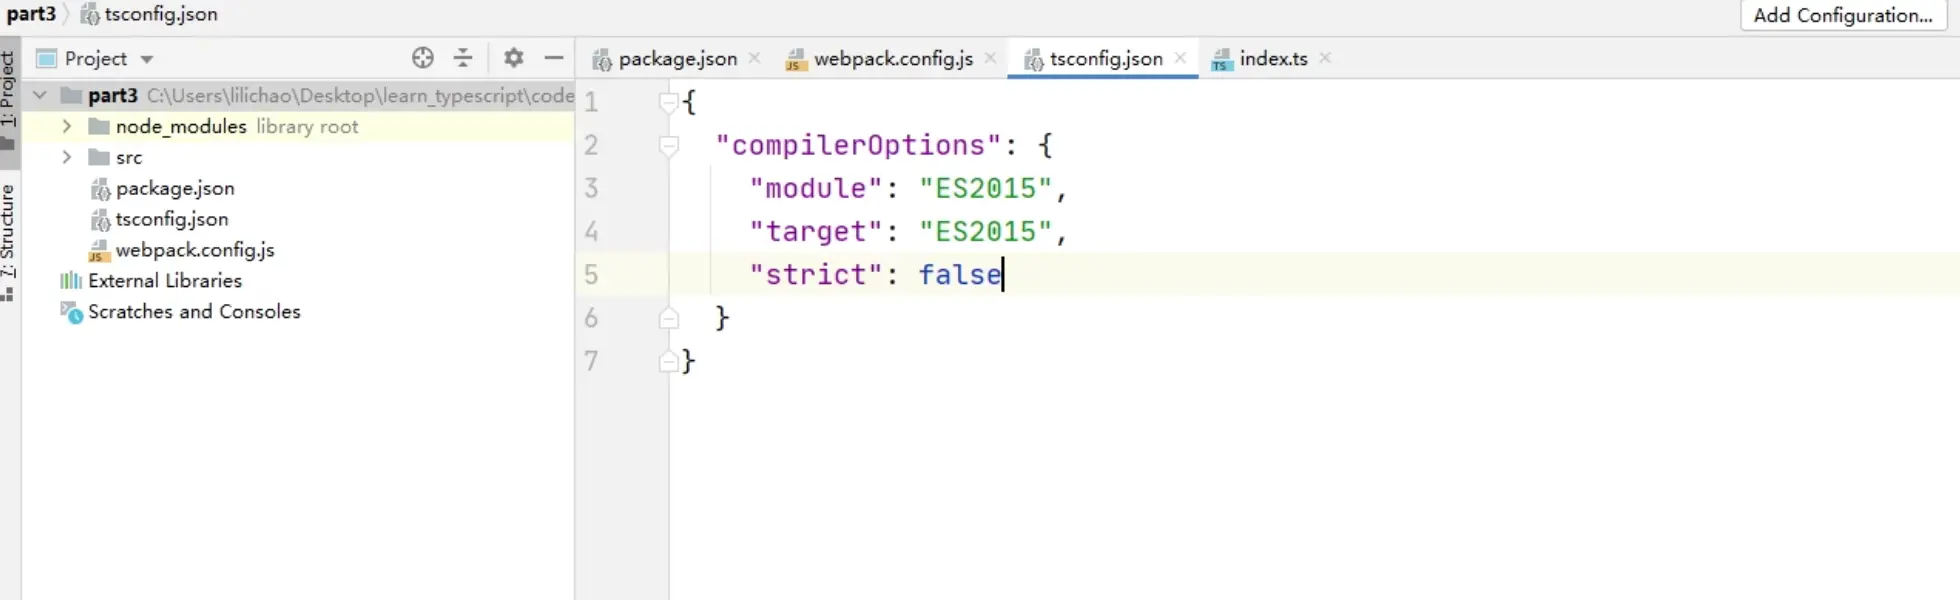 part3 tsconfig.json Add Configuration...
1: Project
7: Structure
Project
part3 C:\Users\lilichao\Desktop\learn_typescript\code
node_modules library root
src
package.json
tsconfig.json
webpack.config.js
External Libraries
Scratches and Consoles
package.json webpack.config.js tsconfig.json index.ts
1 {
2 "compilerOptions": {
3 "module": "ES2015",
4 "target": "ES2015",
5 "strict": false
6 }
7 }